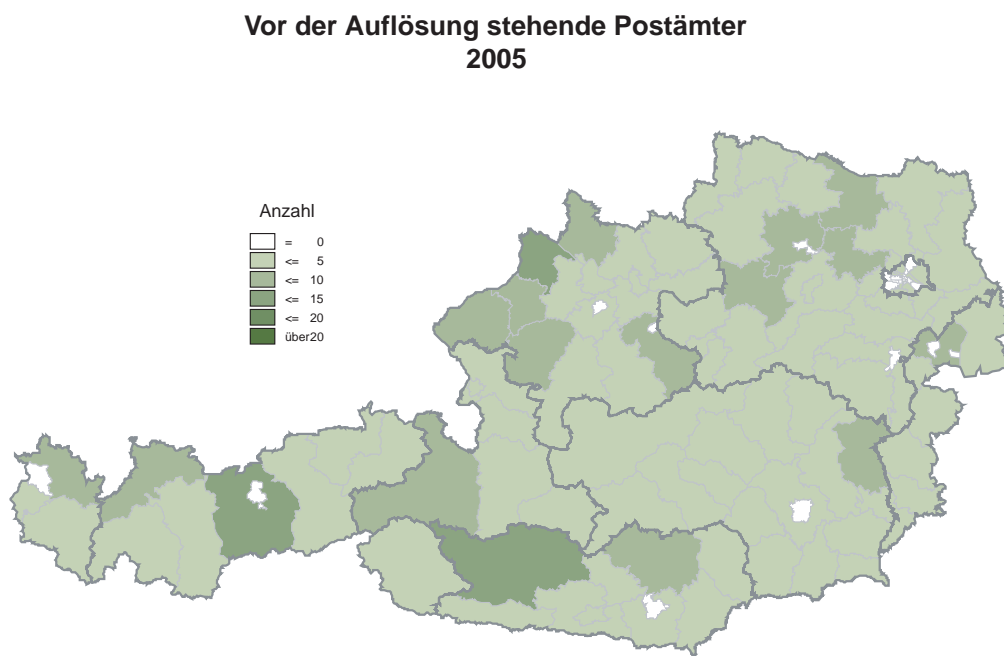 Vor der Auflösung stehende Postämter
2005
Anzahl
= 0
<= 5
<= 10
<= 15
<= 20
über20